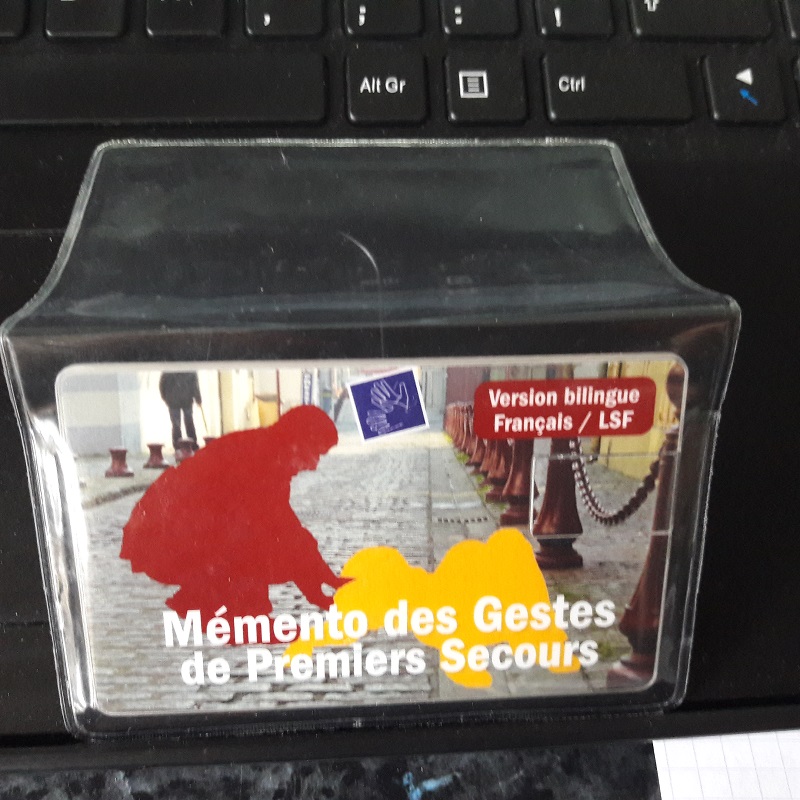 ,
;
:
!
Alt Gr
Ctrl
Version bilingue
Français / LSF
Mémento des Gestes
de Premiers Secours